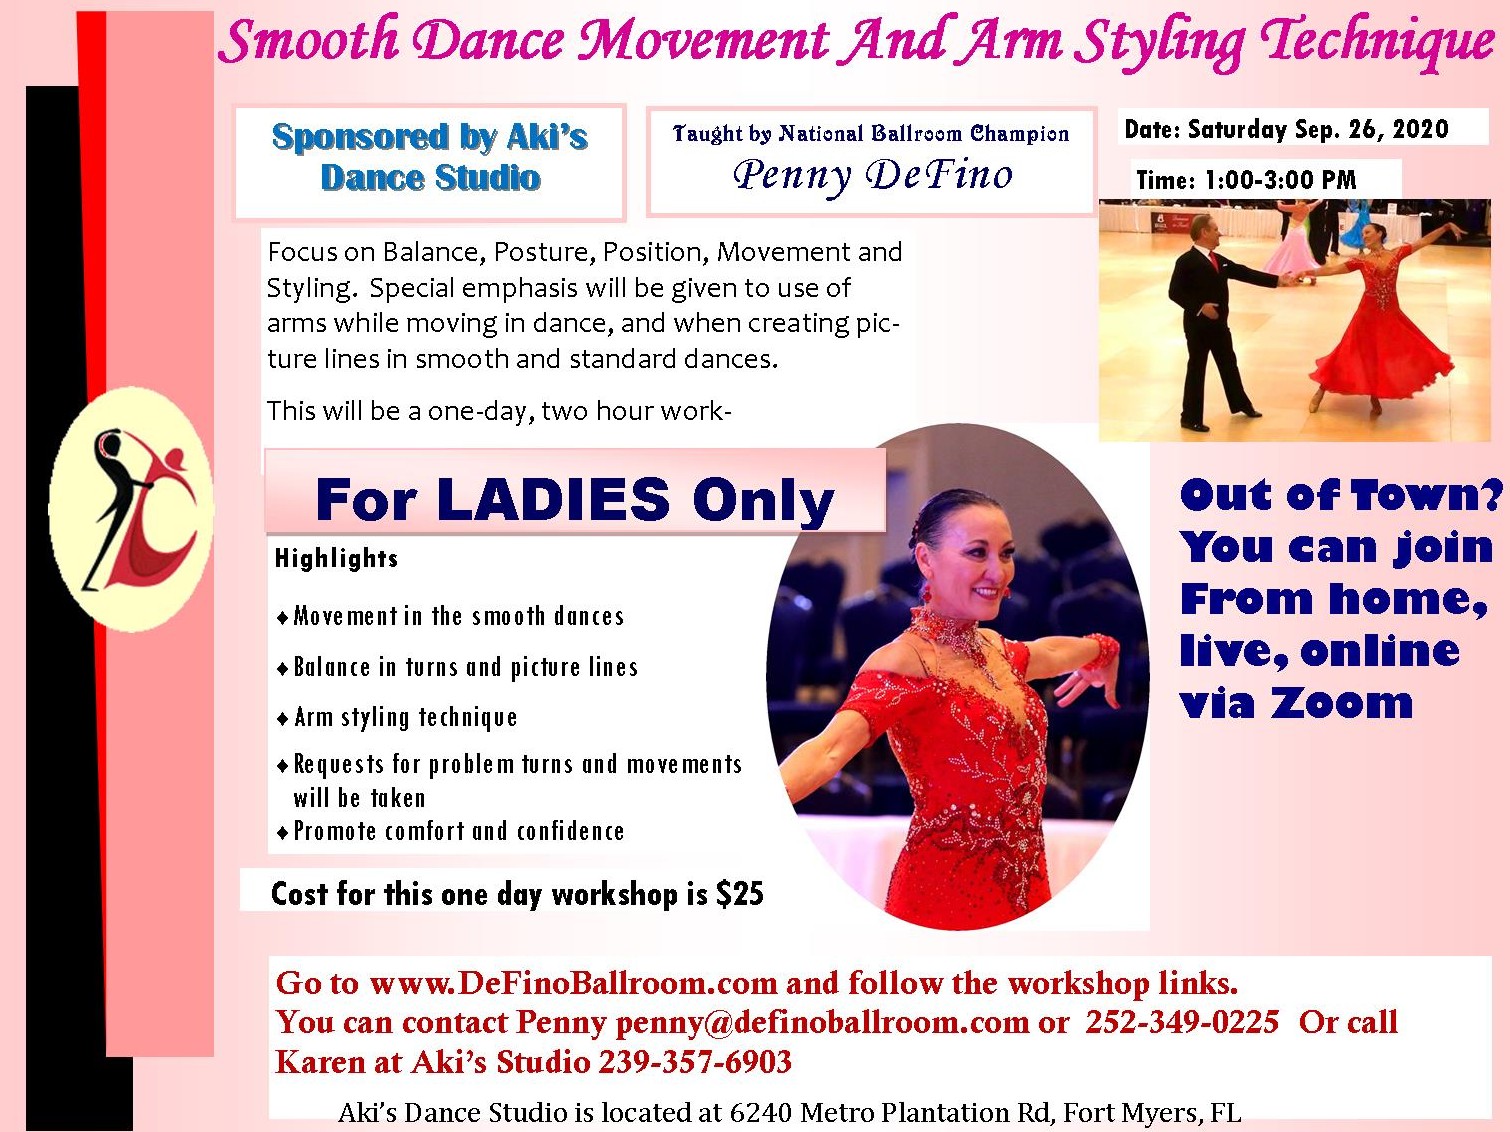 Smooth Dance Movement And Arm Styling Technique
Sponsored by Aki's
Dance Studio
Taught by National Ballroom Champion
Penny DeFino
Date: Saturday Sep. 26, 2020
Time: 1:00-3:00 PM
Focus on Balance, Posture, Position, Movement and
Styling. Special emphasis will be given to use of
arms while moving in dance, and when creating pic-
ture lines in smooth and standard dances.
This will be a one-day, two hour work-
For LADIES Only
Highlights
♦Movement in the smooth dances
♦Balance in turns and picture lines
♦Arm styling technique
♦Requests for problem turns and movements
will be taken
♦Promote comfort and confidence
Out of Town?
You can join
From home,
live, online
via Zoom
Cost for this one day workshop is $25
Go to www.DeFinoBallroom.com and follow the workshop links.
You can contact Penny penny@definoballroom.com or 252-349-0225 Or call
Karen at Aki's Studio 239-357-6903
Aki's Dance Studio is located at 6240 Metro Plantation Rd, Fort Myers, FL